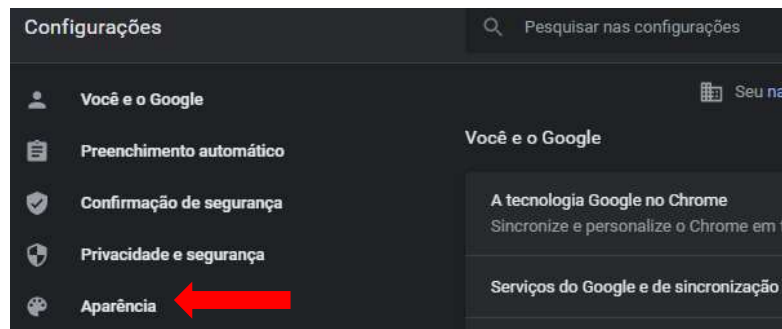 Configurações
Pesquisar nas configurações
Você e o Google
Preenchimento automático
Confirmação de segurança
Privacidade e segurança
Aparência
Seu
Você e o Google
A tecnologia Google no Chrome
Sincronize e personalize o Chrome em
Serviços do Google e de sincronização